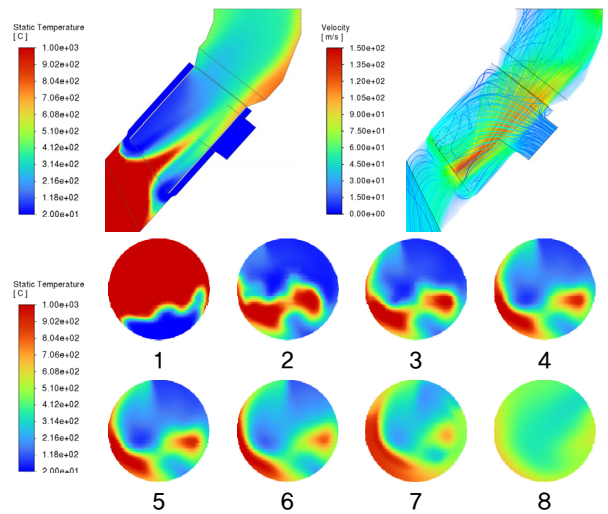 Static Temperature
[ C ]
1.00e+03
9.02e+02
8.04e+02
7.06e+02
6.08e+02
5.10e+02
4.12e+02
3.14e+02
2.16e+02
1.18e+02
2.00e+01
Velocity
[ m/s ]
1.50e+02
1.35e+02
1.20e+02
1.05e+02
9.00e+01
7.50e+01
6.00e+01
4.50e+01
3.00e+01
1.50e+01
0.00e+00
Static Temperature
[ C ]
1.00e+03
9.02e+02
8.04e+02
7.06e+02
6.08e+02
5.10e+02
4.12e+02
3.14e+02
2.16e+02
1.18e+02
2.00e+01
1 2 3 4
5 6 7 8